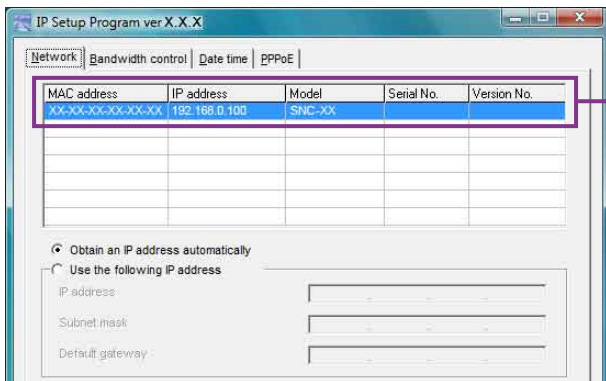 IP Setup Program ver X.X.X
Network Bandwidth control Date time PPPoE
MAC address IP address Model Serial No. Version No.
XX-XX-XX-XX-XX-XX 192.168.0.100 SNC-XX
Obtain an IP address automatically
Use the following IP address
IP address
Subnet mask
Default gateway